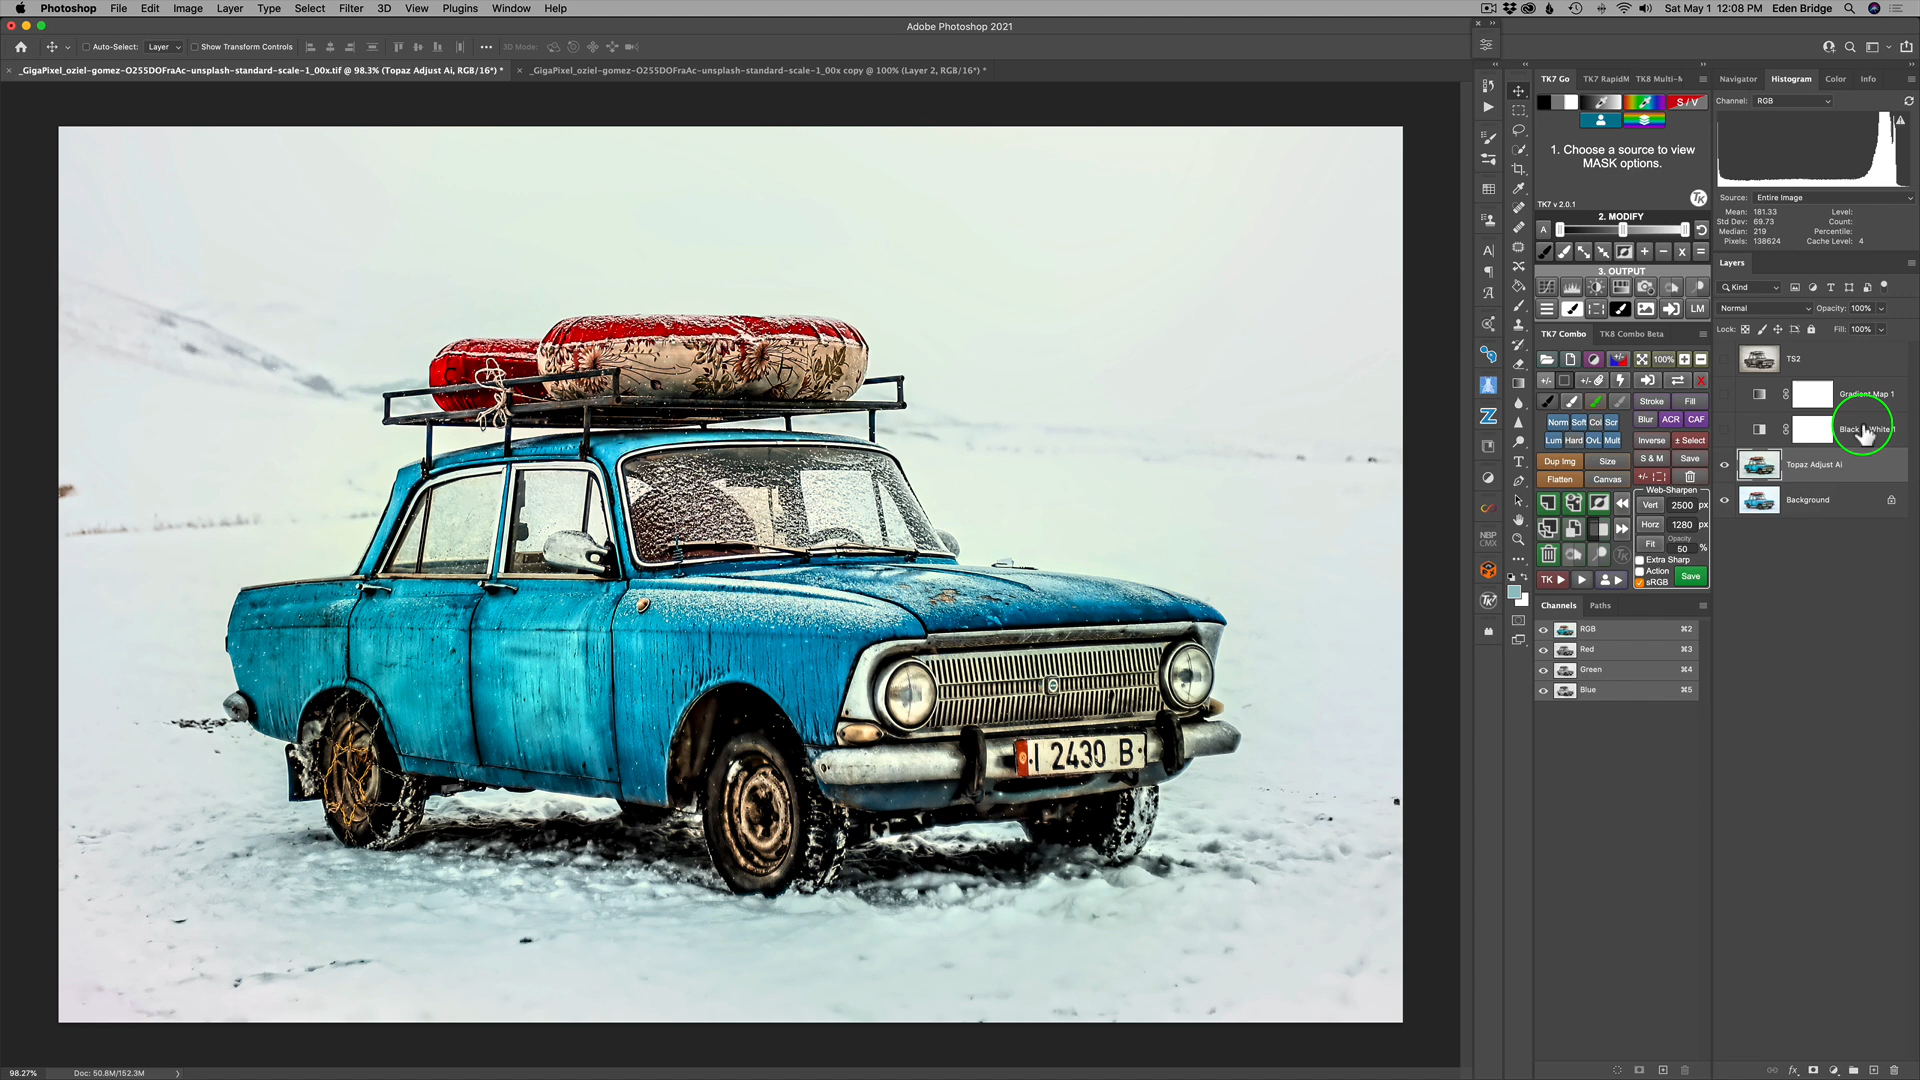 Photoshop File Edit Image Layer Type Select Filter 3D View Plugins Window Help
Sat May 1 12:08 PM Eden Bridge
Adobe Photoshop 2021
Auto-Select: Layer Show Transform Controls 3D Mode:
_GigaPixel_oziel-gomez-O255DOFraAc-unsplash-standard-scale-1_00x.tif @ 98.3% (Topaz Adjust Ai, RGB/16*) *
_GigaPixel_oziel-gomez-O255DOFraAc-unsplash-standard-scale-1_00x copy @ 100% (Layer 2, RGB/16*) *
I 2430 B
98.27% Doc: 50.8M/152.3M
NBP
CMX
TK7 Go TK7 RapidM TK8 Multi-M
S / V
1. Choose a source to view
MASK options.
TK7 v 2.0.1
TK
2. MODIFY
A
+ − x =
3. OUTPUT
LM
TK7 Combo TK8 Combo Beta
100%
+/- +/- X
Stroke Fill
Norm Soft Col Scr Blur ACR CAF
Lum Hard OvL Mult Inverse ± Select
Dup Img Size S & M Save
Flatten Canvas +/-
Web-Sharpen
Vert 2500 px
Horz 1280 px
Fit Opacity 50 %
Extra Sharp
Action
sRGB Save
TK
Channels Paths
RGB ⌘2
Red ⌘3
Green ⌘4
Blue ⌘5
Navigator Histogram Color Info
Channel: RGB
Source: Entire Image
Mean: 181.33 Level:
Std Dev: 69.73 Count:
Median: 219 Percentile:
Pixels: 138624 Cache Level: 4
Layers
Kind
Normal Opacity: 100%
Lock: Fill: 100%
TS2
Gradient Map 1
Black White 1
Topaz Adjust Ai
Background
fx